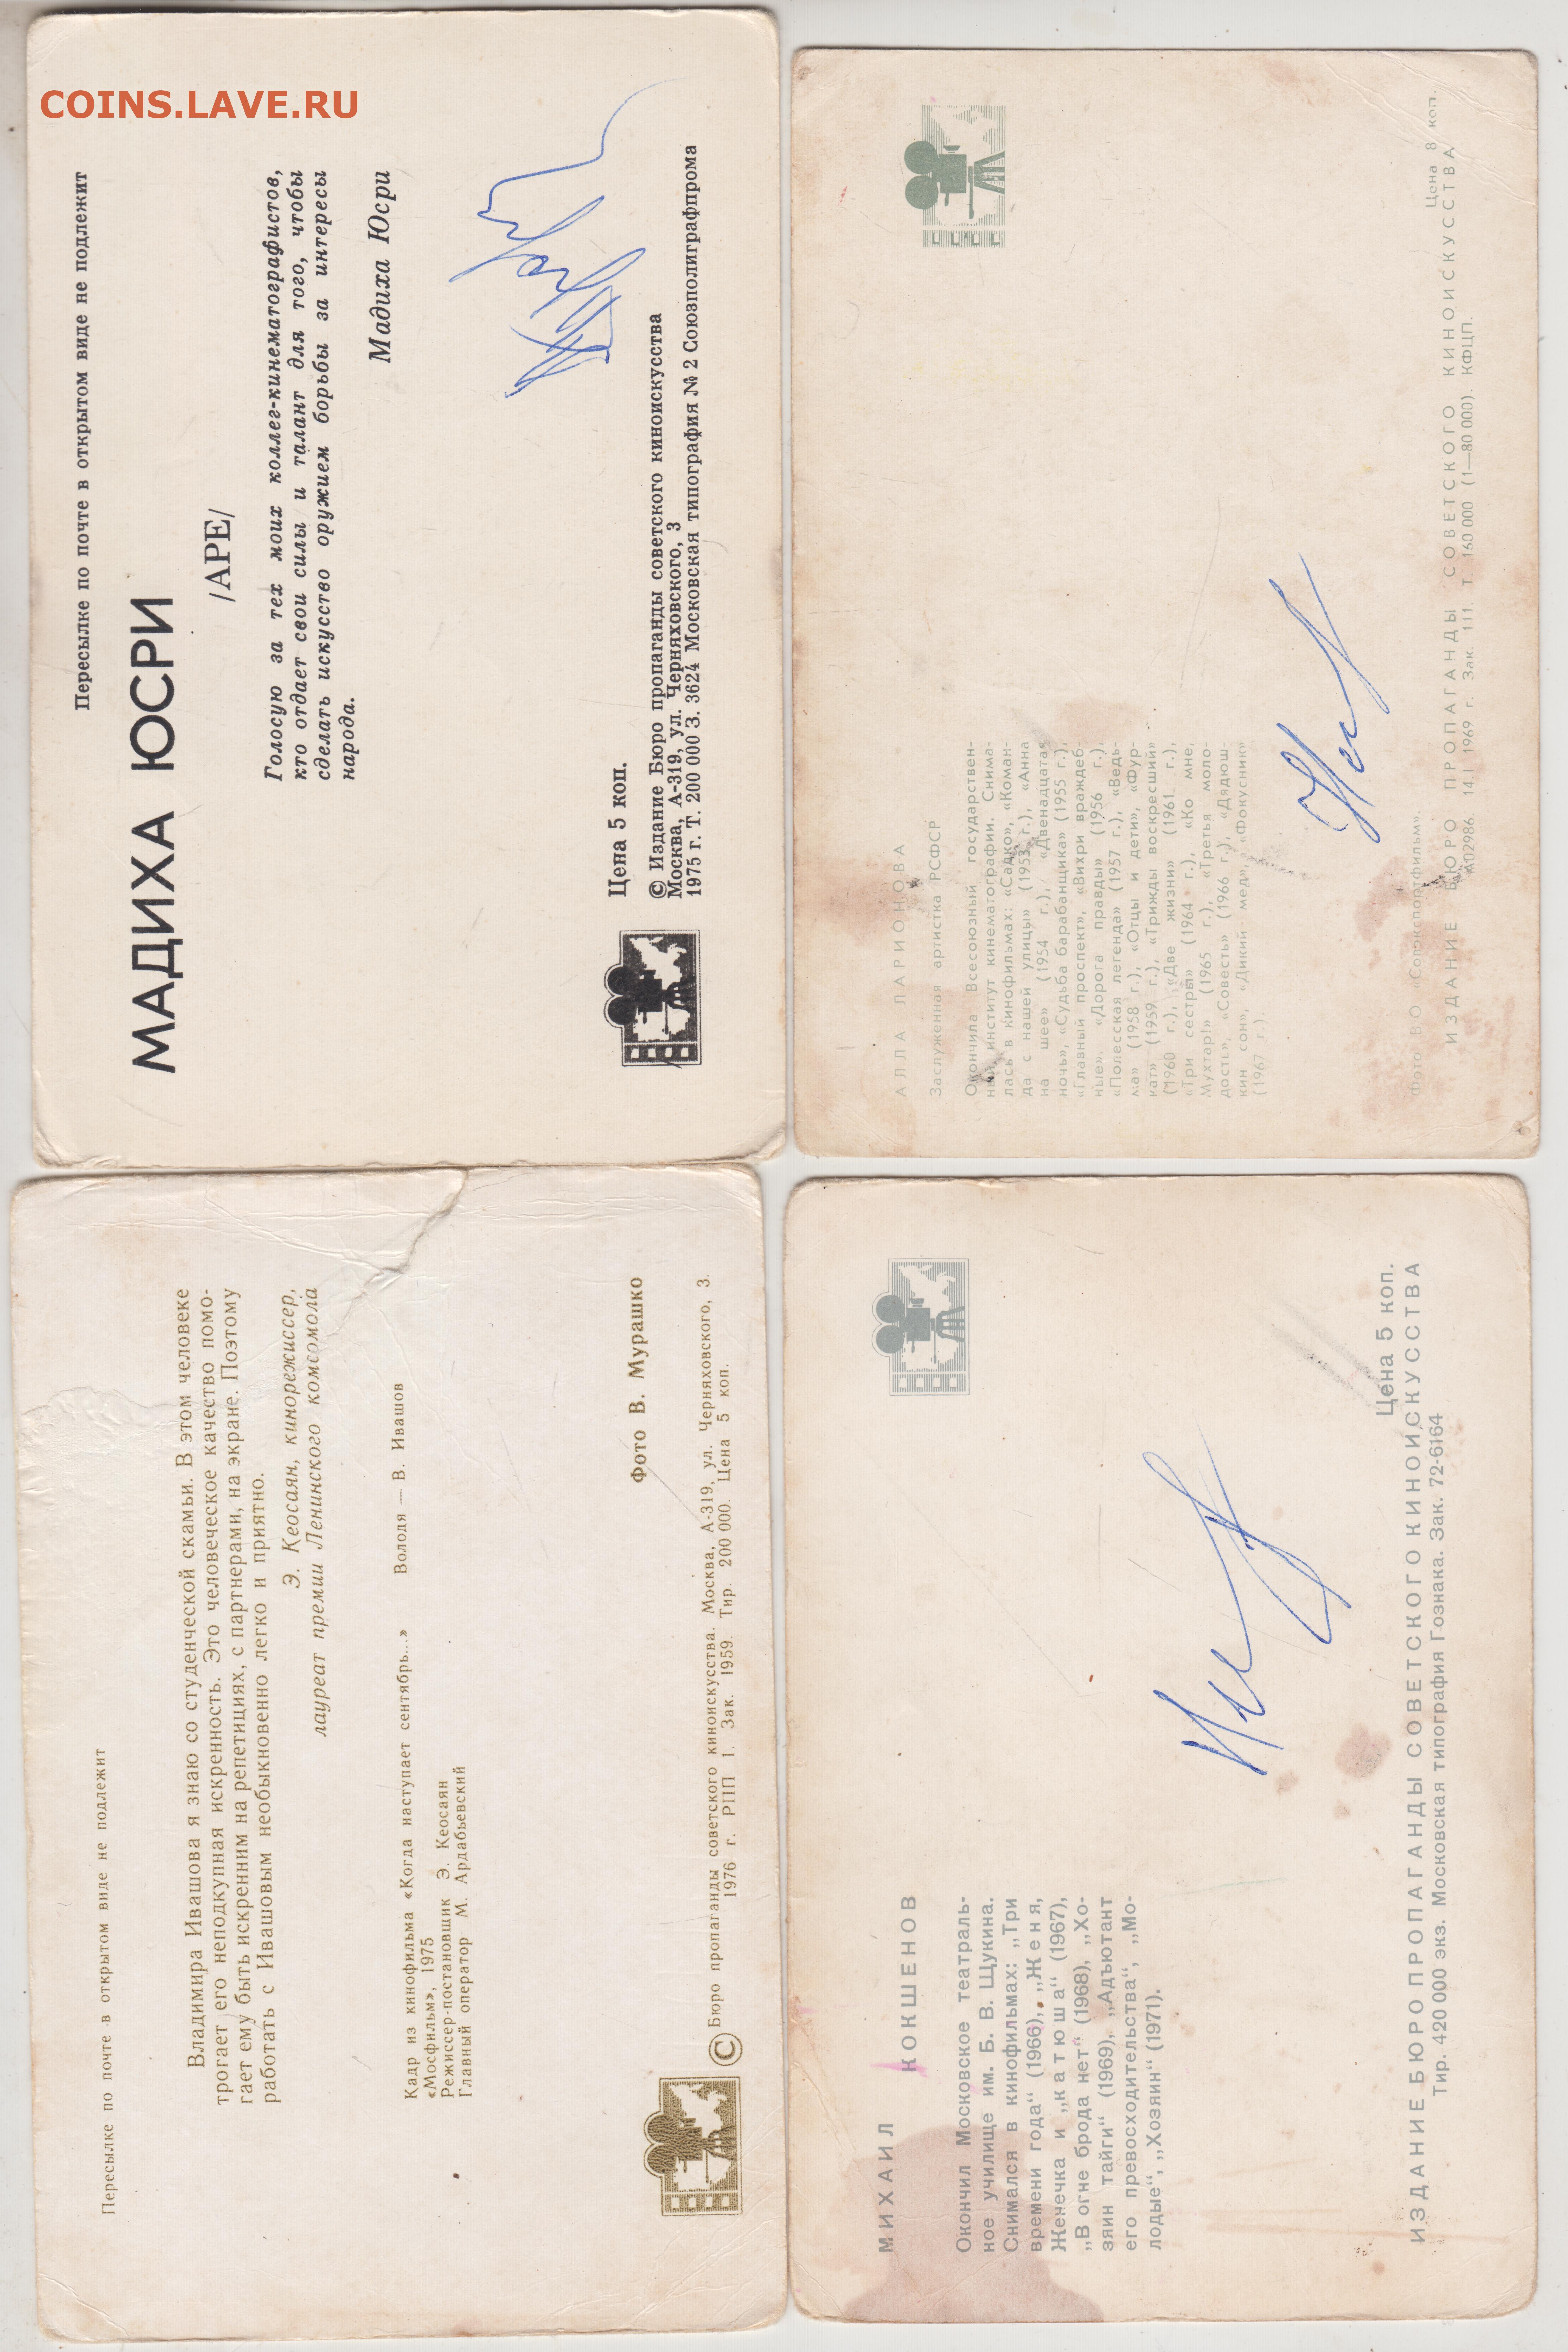 COINS.LAVE.RU
Пересылке по почте в открытом виде не подлежит
МАДИХА ЮСРИ
/АРЕ/
Голосую за тех моих коллег-кинематографистов,
кто отдает свои силы и талант для того, чтобы
сделать искусство оружием борьбы за интересы
народа.
Мадиха Юсри
Цена 5 коп.
© Издание Бюро пропаганды советского киноискусства
Москва, А-319, ул. Черняховского, 3
1975 г. Т. 200 000 З. 3624 Московская типография № 2 Союзполиграфпрома
АЛЛА ЛАРИОНОВА
Заслуженная артистка РСФСР
Окончила Всесоюзный государствен-
ный институт кинематографии. Снима-
лась в кинофильмах: «Садко», «Коман-
да с нашей улицы» (1953 г.), «Анна
на шее» (1954 г.), «Двенадцатая
ночь», «Судьба барабанщика» (1955 г.),
«Главный проспект», «Вихри враждеб-
ные», «Дорога правды» (1956 г.),
«Полесская легенда» (1957 г.), «Ведь-
ма» (1958 г.), «Отцы и дети», «Фур-
кат» (1959 г.), «Трижды воскресший»
(1960 г.), «Две жизни» (1961 г.),
«Три сестры» (1964 г.), «Ко мне,
Мухтар!» (1965 г.), «Третья моло-
дость», «Совесть» (1966 г.), «Дядюш-
кин сон», «Дикий мед», «Фокусник»
(1967 г.).
Фото ВО «Совэкспортфильм».
Цена 8 коп.
ИЗДАНИЕ БЮРО ПРОПАГАНДЫ СОВЕТСКОГО КИНОИСКУССТВА
А02986. 14.I 1969 г. Зак. 111. Т. 160 000 (1—80 000). КФЦП.
Пересылке по почте в открытом виде не подлежит
Владимира Ивашова я знаю со студенческой скамьи. В этом человеке
трогает его неподкупная искренность. Это человеческое качество помо-
гает ему быть искренним на репетициях, с партнерами, на экране. Поэтому
работать с Ивашовым необыкновенно легко и приятно.
Э. Кеосаян, кинорежиссер,
лауреат премии Ленинского комсомола
Кадр из кинофильма «Когда наступает сентябрь...» Володя — В. Ивашов
«Мосфильм», 1975
Режиссер-постановщик Э. Кеосаян
Главный оператор М. Ардабьевский
Фото В. Мурашко
© Бюро пропаганды советского киноискусства. Москва, А-319, ул. Черняховского, 3.
1976 г. РПП 1. Зак. 1959. Тир. 200 000. Цена 5 коп.
МИХАИЛ КОКШЕНОВ
Окончил Московское театраль-
ное училище им. Б. В. Щукина.
Снимался в кинофильмах: „Три
времени года“ (1966), „Женя,
Женечка и „катюша“ (1967),
„В огне брода нет“ (1968), „Хо-
зяин тайги“ (1969), „Адъютант
его превосходительства“, „Мо-
лодые“, „Хозяин“ (1971).
Цена 5 коп.
ИЗДАНИЕ БЮРО ПРОПАГАНДЫ СОВЕТСКОГО КИНОИСКУССТВА
Тир. 420 000 экз. Московская типография Гознака. Зак. 72-6164